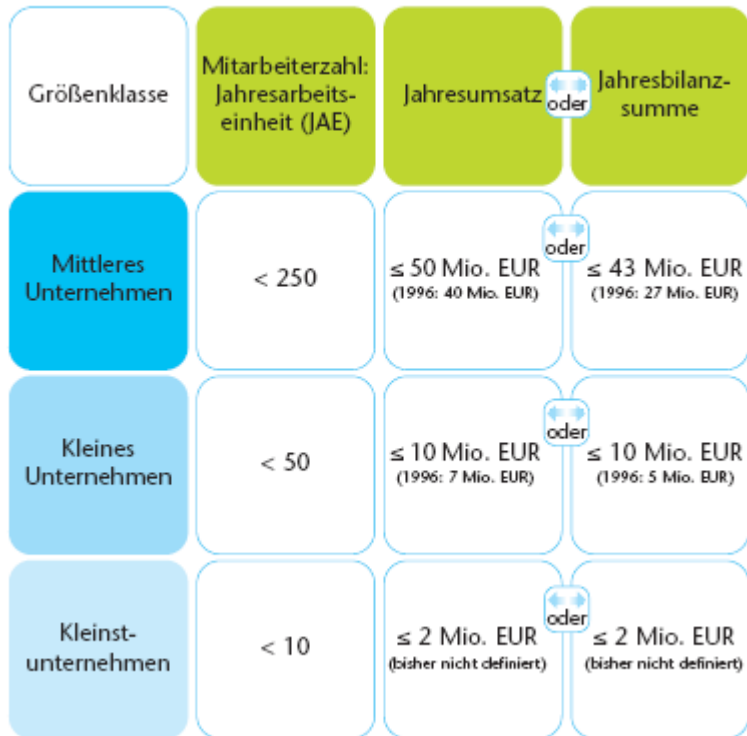 Größenklasse
Mitarbeiterzahl:
Jahresarbeits-
einheit (JAE)
Jahresumsatz
oder
Jahresbilanz-
summe
Mittleres
Unternehmen
< 250
≤ 50 Mio. EUR
(1996: 40 Mio. EUR)
oder
≤ 43 Mio. EUR
(1996: 27 Mio. EUR)
Kleines
Unternehmen
< 50
≤ 10 Mio. EUR
(1996: 7 Mio. EUR)
oder
≤ 10 Mio. EUR
(1996: 5 Mio. EUR)
Kleinst-
unternehmen
< 10
≤ 2 Mio. EUR
(bisher nicht definiert)
oder
≤ 2 Mio. EUR
(bisher nicht definiert)